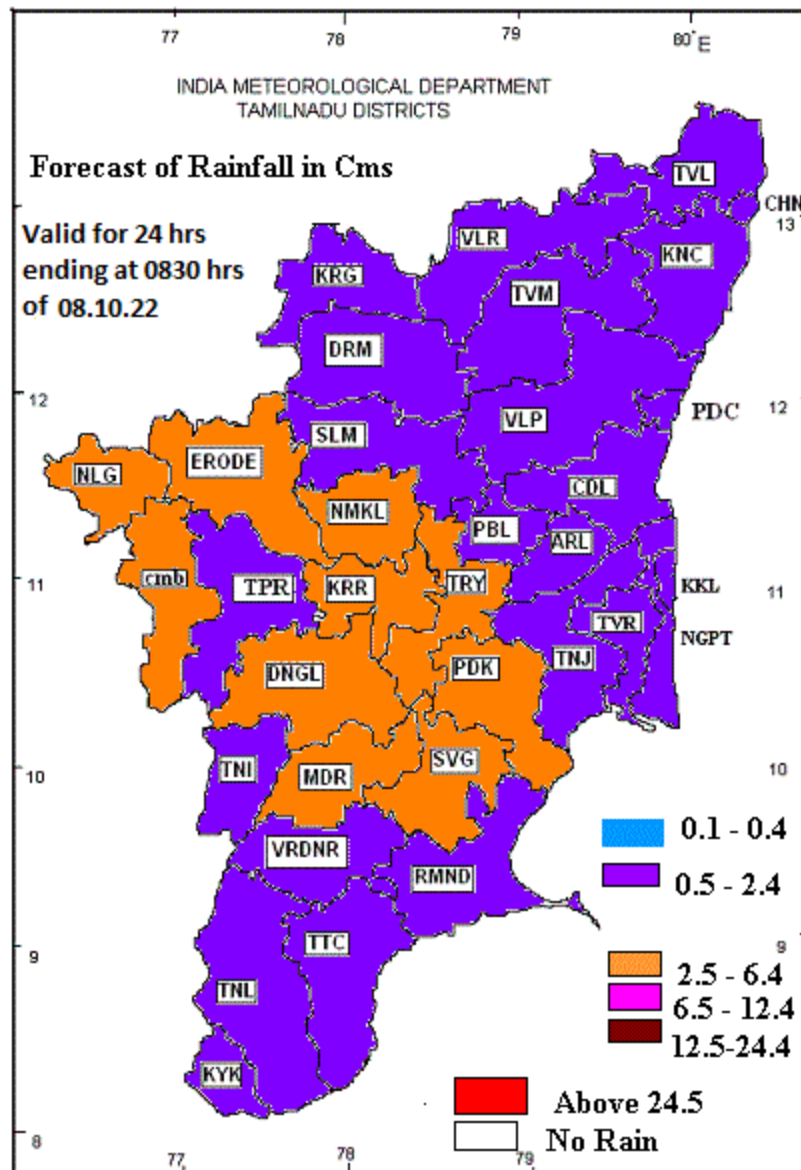 77 78 79 80°E
INDIA METEOROLOGICAL DEPARTMENT
TAMILNADU DISTRICTS
Forecast of Rainfall in Cms
Valid for 24 hrs
ending at 0830 hrs
of 08.10.22
TVL
CHN
13
VLR
KNC
KRG
TVM
DRM
12
PDC
12
VLP
SLM
ERODE
NLG
CDL
NMKL
PBL
ARL
11
cmb
TPR
KRR
TRY
KKL
11
TVR
NGPT
TNJ
DNGL
PDK
10
TNI
MDR
SVG
10
0.1 - 0.4
VRDNR
RMND
0.5 - 2.4
9
TTC
9
2.5 - 6.4
TNL
6.5 - 12.4
12.5-24.4
KYK
Above 24.5
8
No Rain
77 78 79